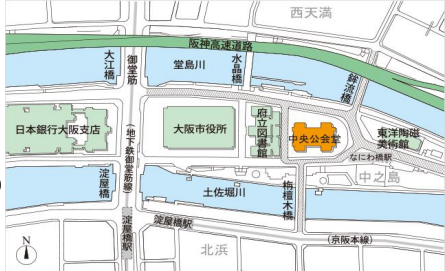 西天満
阪神高速道路
大江橋
御堂筋
堂島川
水晶橋
鉾流橋
日本銀行大阪支店
大阪市役所
府立図書館
中央公会堂
東洋陶磁
美術館
なにわ橋駅
(地下鉄御堂筋線)
中之島
淀屋橋
土佐堀川
栴檀木橋
淀屋橋駅
淀屋橋駅
北浜
(京阪本線)
N